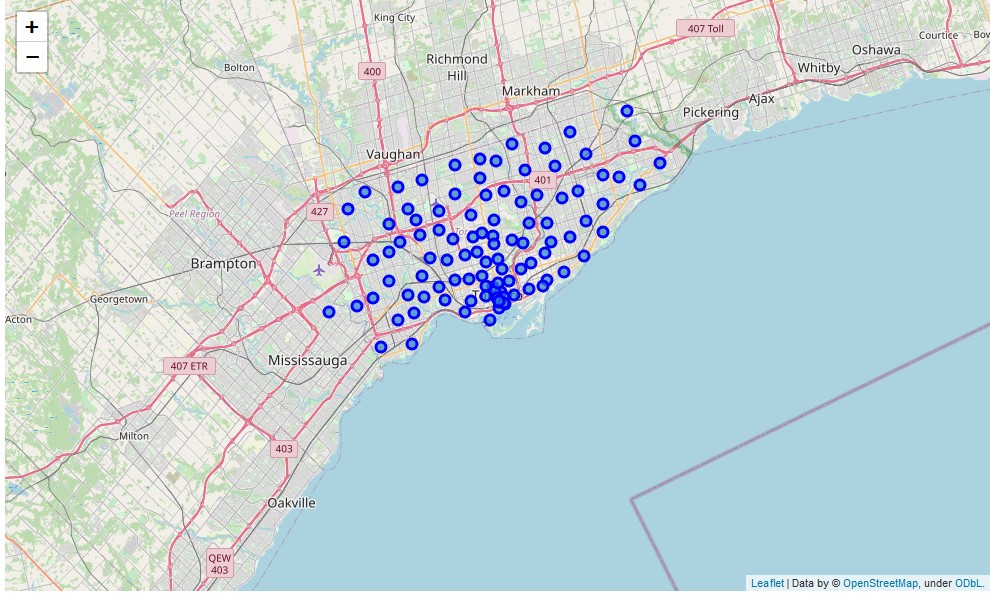 +
−
King City
407 Toll
Courtice
Oshawa
Whitby
Bolton
400
Richmond
Hill
Markham
Ajax
Pickering
Vaughan
401
427
Peel Region
Brampton
Georgetown
Acton
Mississauga
407 ETR
Milton
403
Oakville
QEW
403
Leaflet | Data by © OpenStreetMap, under ODbL.